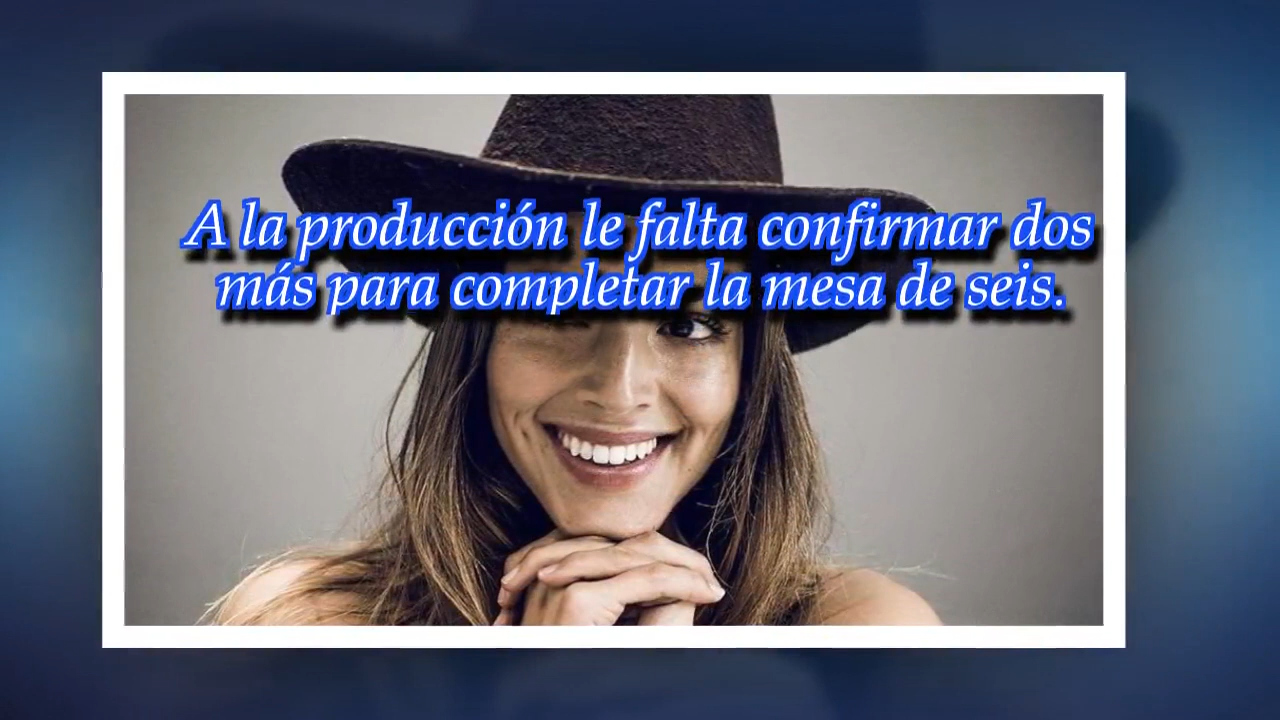 A la producción le falta confirmar dos
más para completar la mesa de seis.